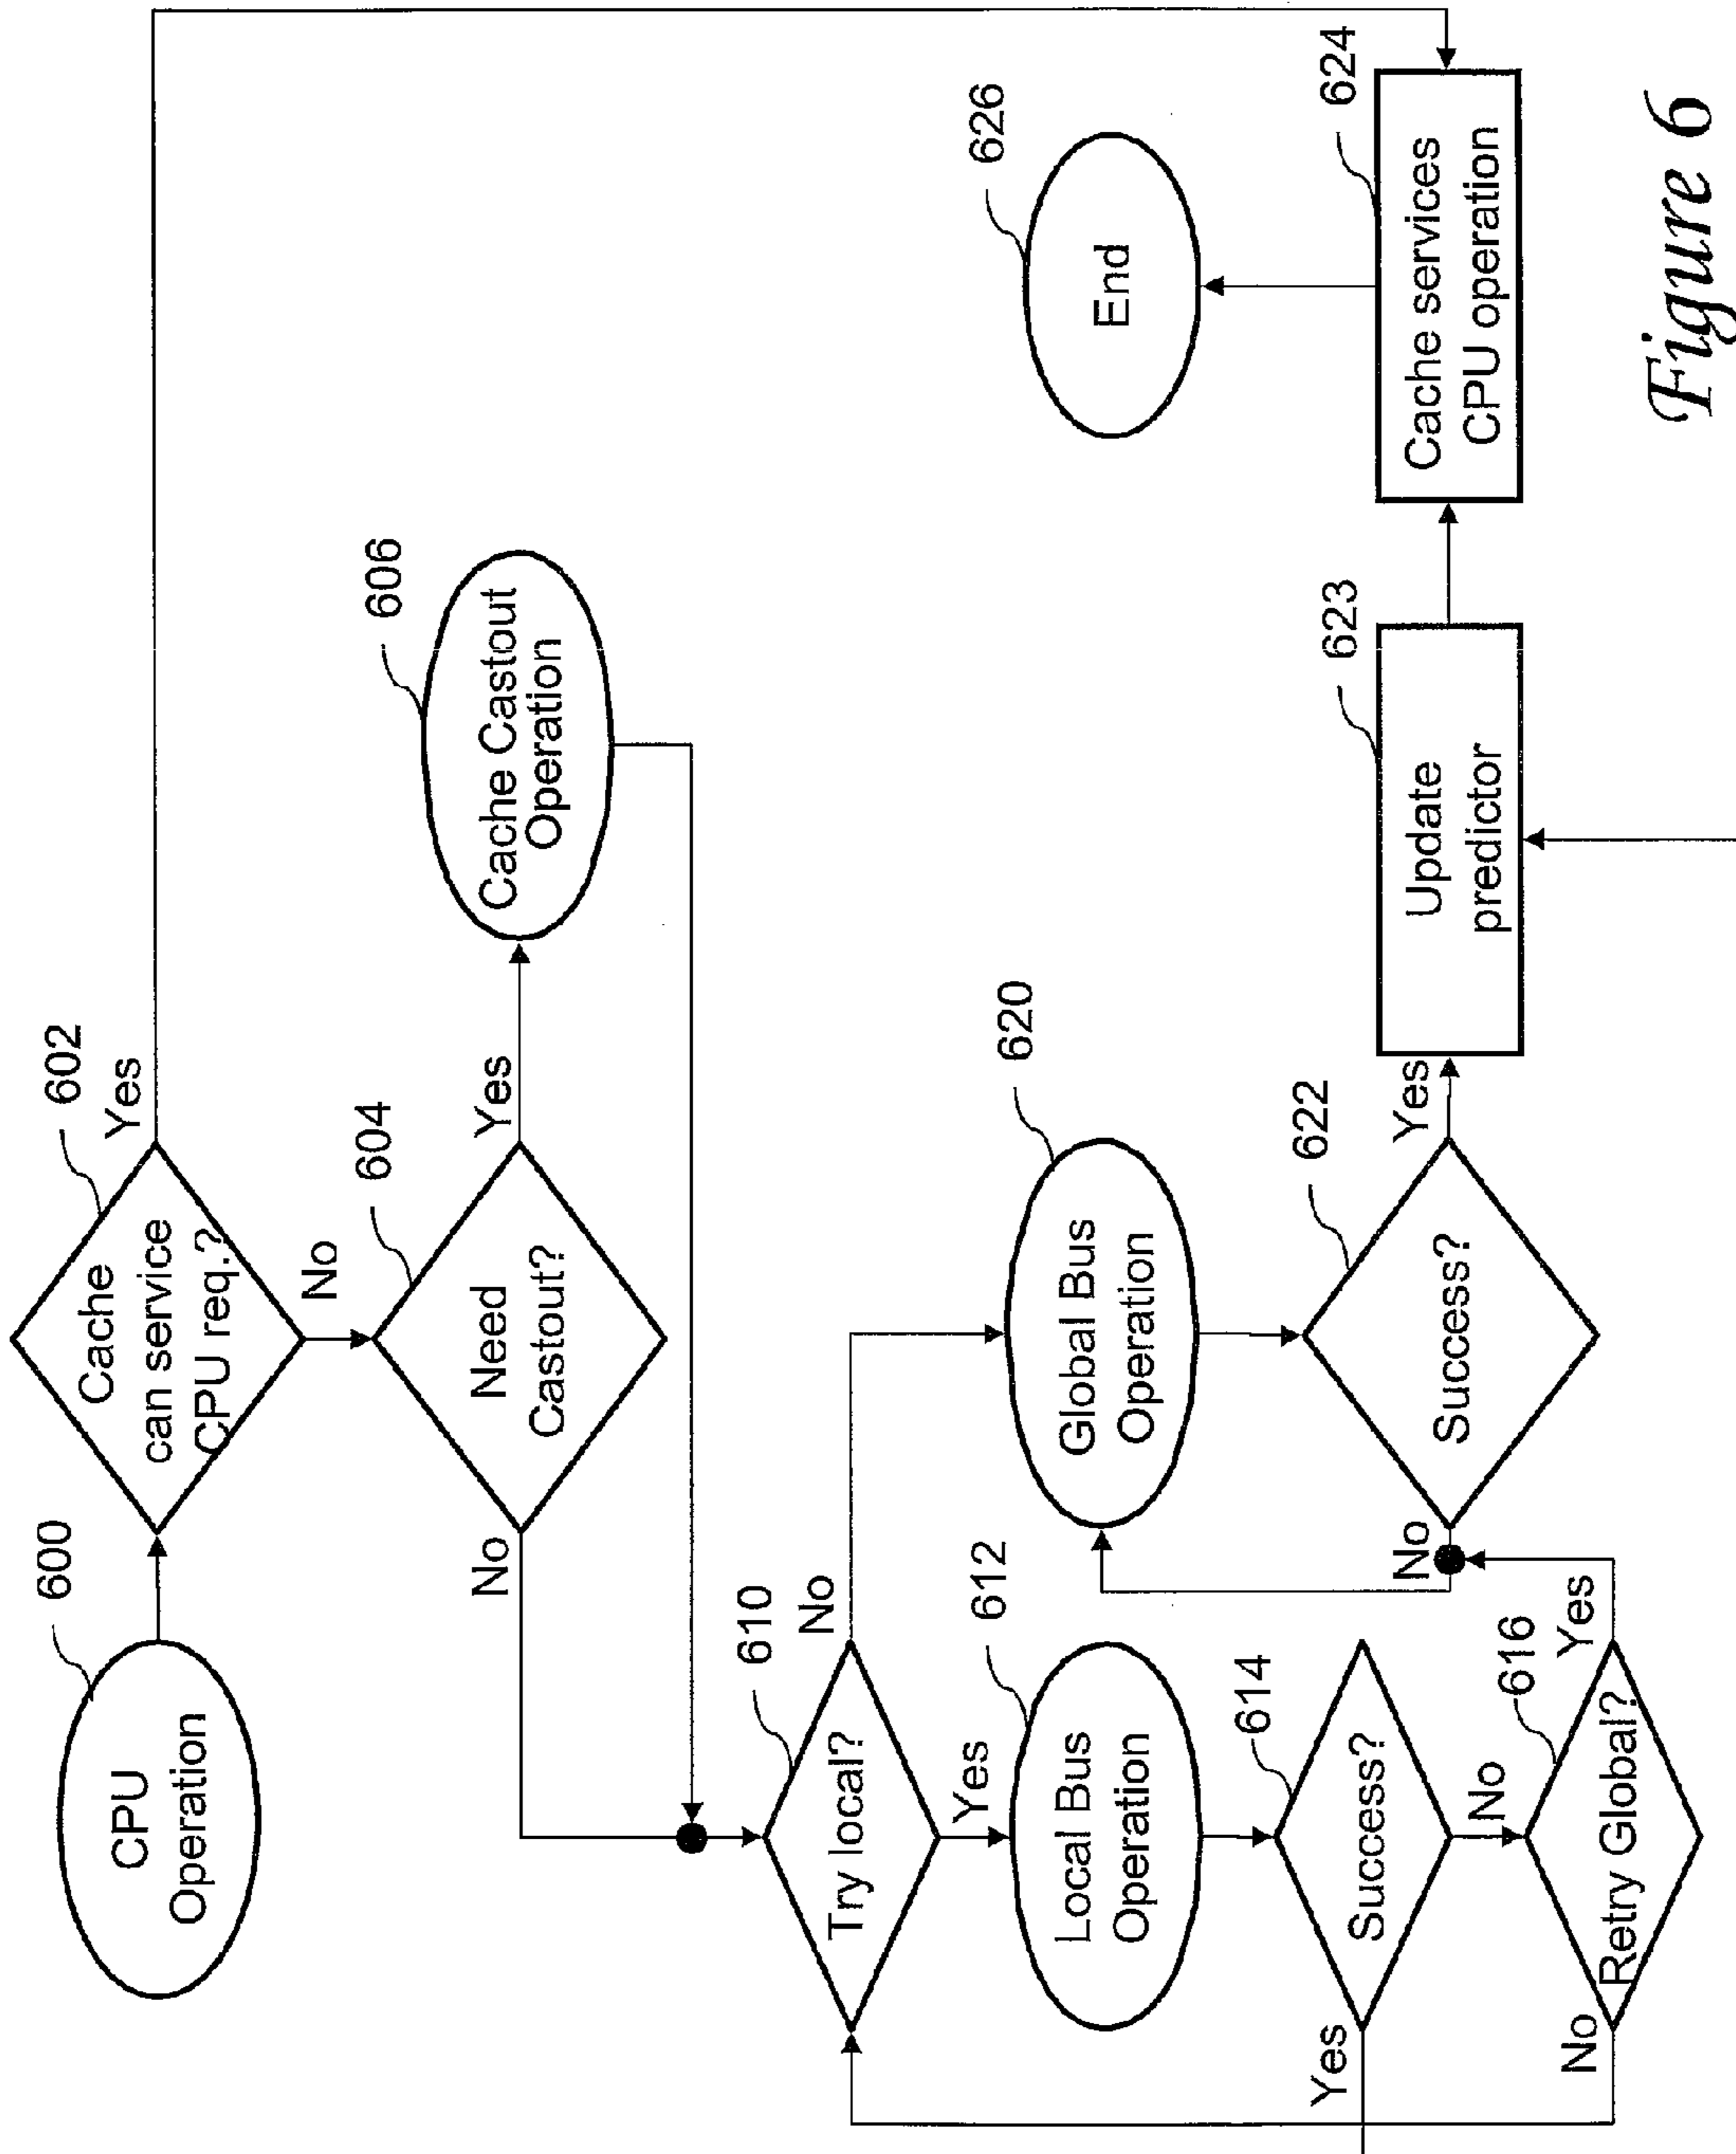 600
CPU
Operation
602
Cache
can service
CPU req.?
Yes
No
604
Need
Castout?
Yes
No
606
Cache Castout
Operation
610
Try local?
No
Yes
612
Local Bus
Operation
614
Success?
Yes
No
616
Retry Global?
Yes
No
620
Global Bus
Operation
622
Success?
No
Yes
623
Update
predictor
624
Cache services
CPU operation
626
End
Figure 6